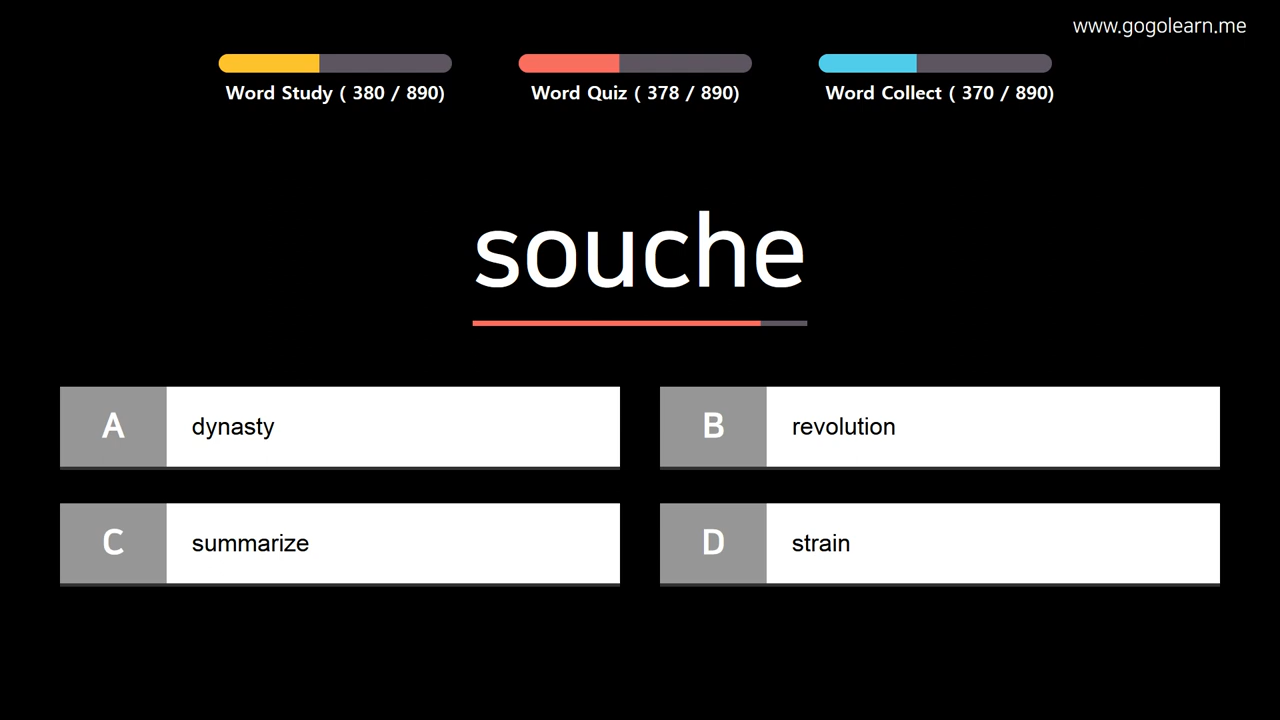 www.gogolearn.me
Word Study ( 380 / 890)
Word Quiz ( 378 / 890)
Word Collect ( 370 / 890)
souche
A dynasty
B revolution
C summarize
D strain